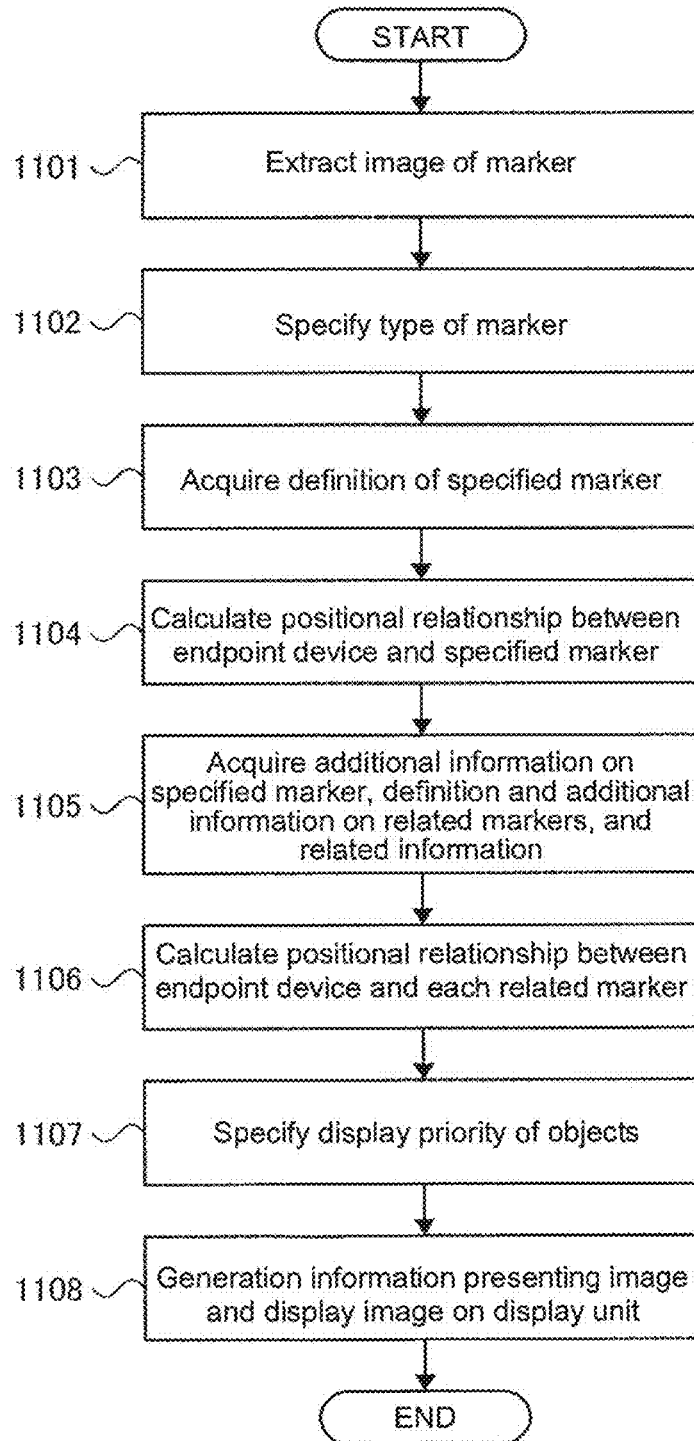 START
1101
Extract image of marker
1102
Specify type of marker
1103
Acquire definition of specified marker
1104
Calculate positional relationship between
endpoint device and specified marker
1105
Acquire additional information on
specified marker, definition and additional
information on related markers, and
related information
1106
Calculate positional relationship between
endpoint device and each related marker
1107
Specify display priority of objects
1108
Generation information presenting image
and display image on display unit
END